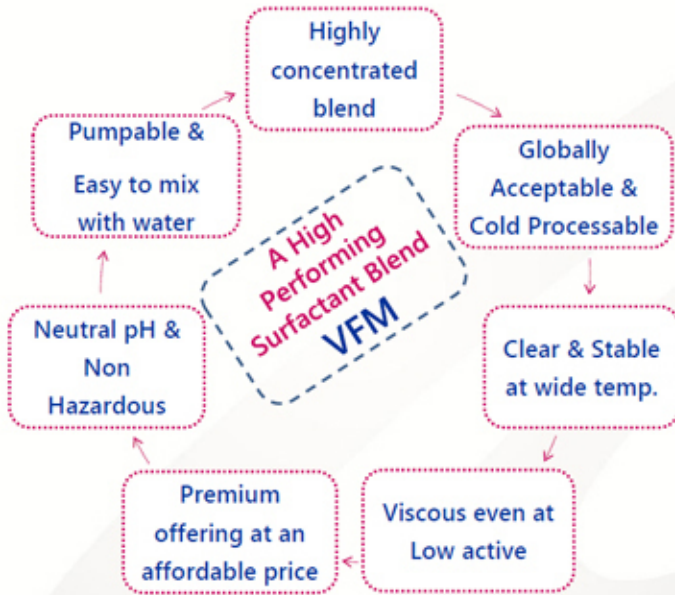 Highly
concentrated
blend
Globally
Acceptable &
Cold Processable
Clear & Stable
at wide temp.
Viscous even at
Low active
Premium
offering at an
affordable price
Neutral pH &
Non
Hazardous
Pumpable &
Easy to mix
with water
A High
Performing
Surfactant Blend
VFM